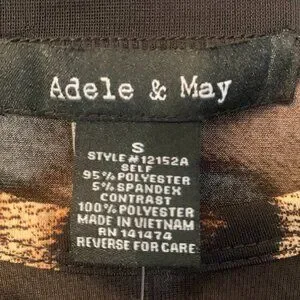 Adele & May
S
STYLE#12152A
SELF
95%POLYESTER
5%SPANDEX
CONTRAST
100%POLYESTER
MADE IN VIETNAM
RN 141474
REVERSE FOR CARE